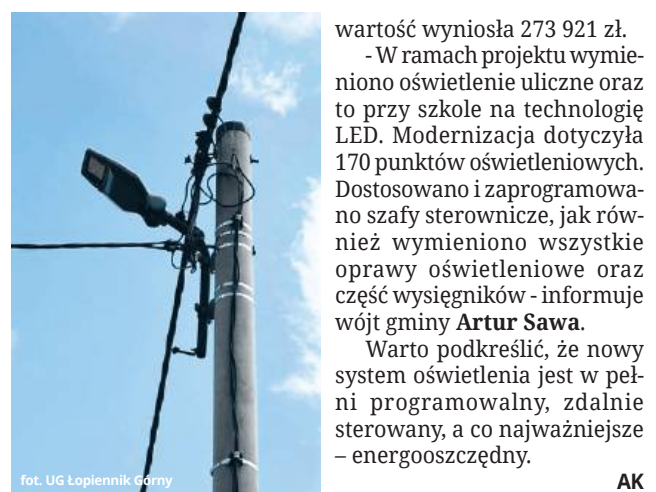 wartość wyniosła 273 921 zł.
- W ramach projektu wymie-
niono oświetlenie uliczne oraz
to przy szkole na technologię
LED. Modernizacja dotyczyła
170 punktów oświetleniowych.
Dostosowano i zaprogramowa-
no szafy sterownicze, jak rów-
nież wymieniono wszystkie
oprawy oświetleniowe oraz
część wysięgników - informuje
wójt gminy Artur Sawa.
Warto podkreślić, że nowy
system oświetlenia jest w peł-
ni programowalny, zdalnie
sterowany, a co najważniejsze
– energooszczędny.
AK
fot. UG Łopiennik Górny